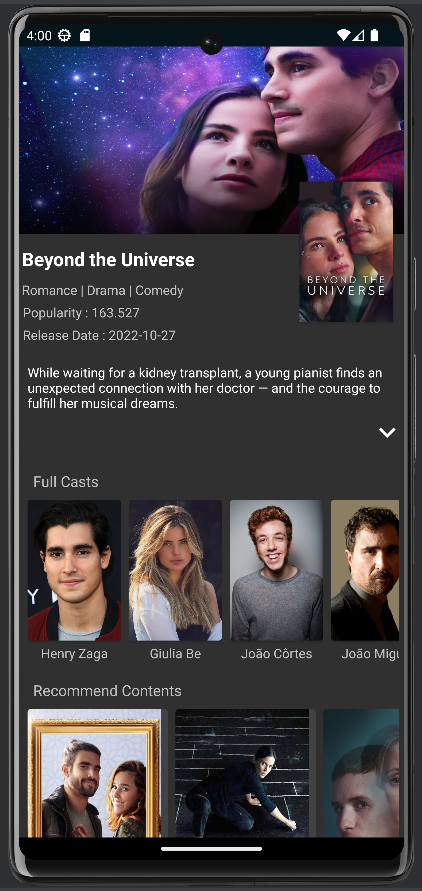 4:00
BEYOND THE
UNIVERSE
Beyond the Universe
Romance | Drama | Comedy
Popularity : 163.527
Release Date : 2022-10-27
While waiting for a kidney transplant, a young pianist finds an
unexpected connection with her doctor — and the courage to
fulfill her musical dreams.
Full Casts
Y
Henry Zaga
Giulia Be
João Côrtes
João Migu
Recommend Contents